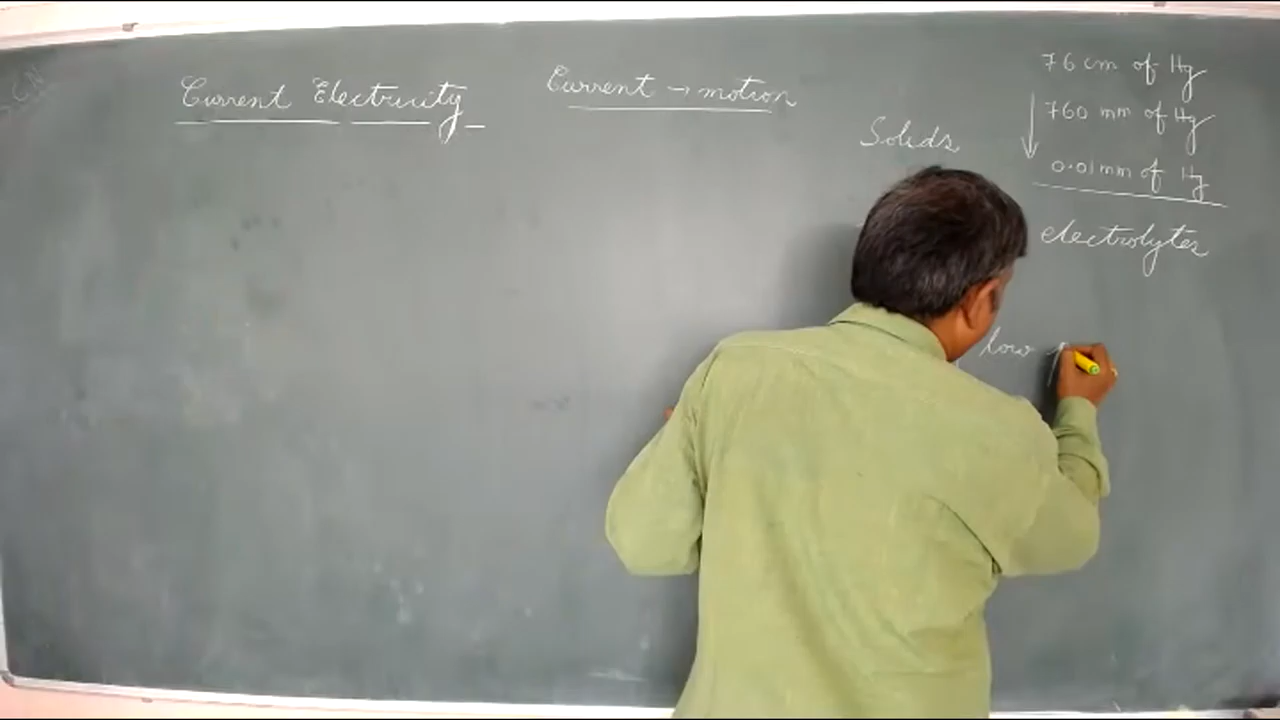 Current Electricity
Current → motion
Solids
76 cm of Hg
760 mm of Hg
0.01 mm of Hg
electrolytes
low